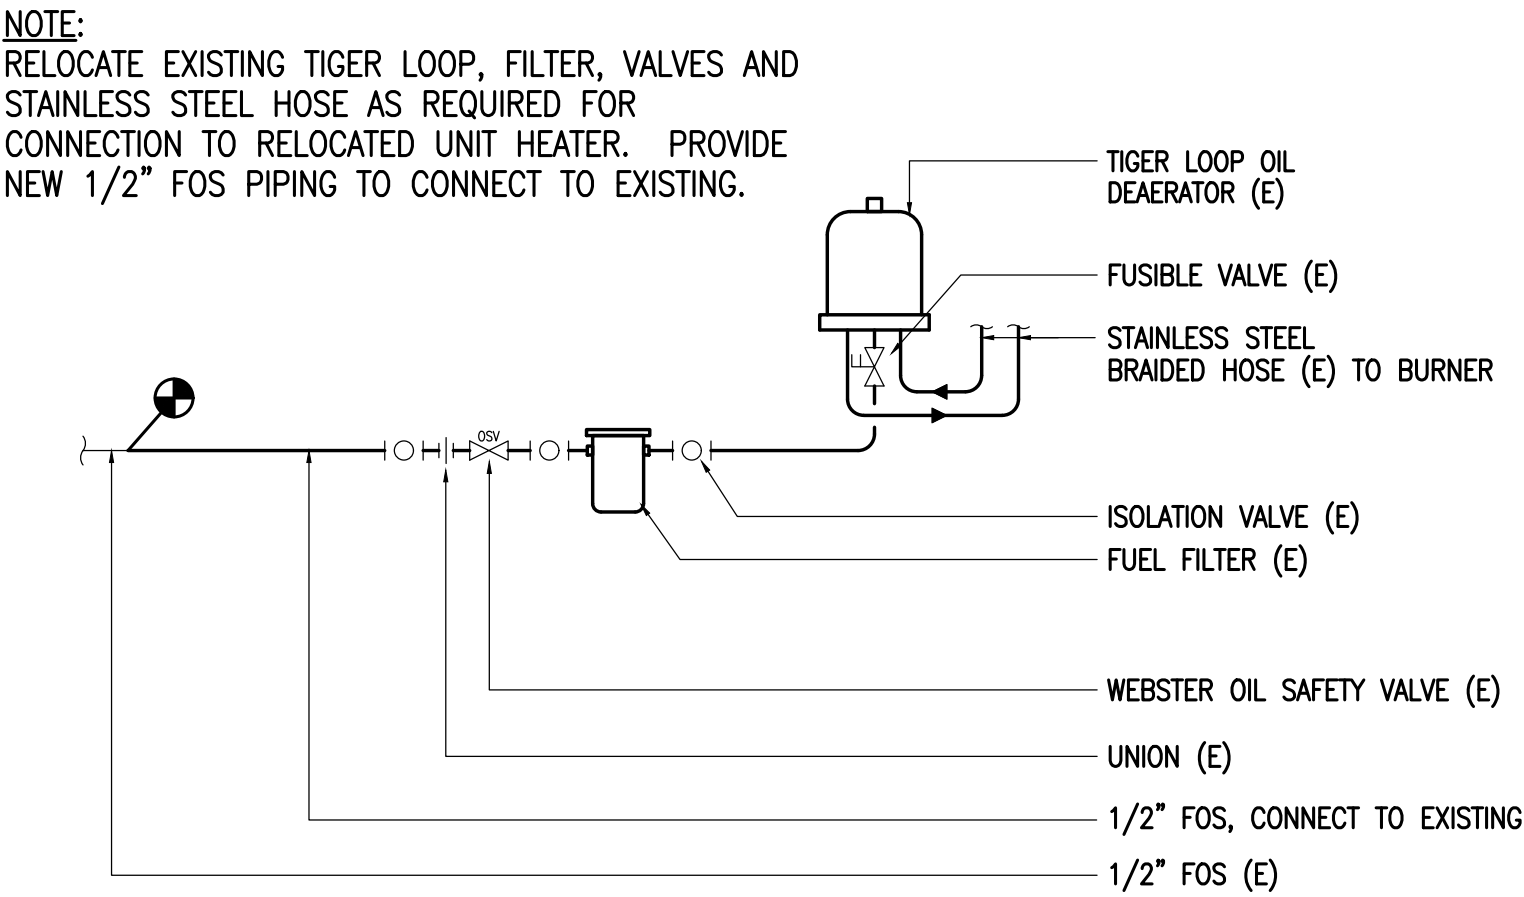 NOTE:
RELOCATE EXISTING TIGER LOOP, FILTER, VALVES AND
STAINLESS STEEL HOSE AS REQUIRED FOR
CONNECTION TO RELOCATED UNIT HEATER. PROVIDE
NEW 1/2" FOS PIPING TO CONNECT TO EXISTING.
TIGER LOOP OIL
DEAERATOR (E)
FUSIBLE VALVE (E)
STAINLESS STEEL
BRAIDED HOSE (E) TO BURNER
F
OSV
ISOLATION VALVE (E)
FUEL FILTER (E)
WEBSTER OIL SAFETY VALVE (E)
UNION (E)
1/2" FOS, CONNECT TO EXISTING
1/2" FOS (E)